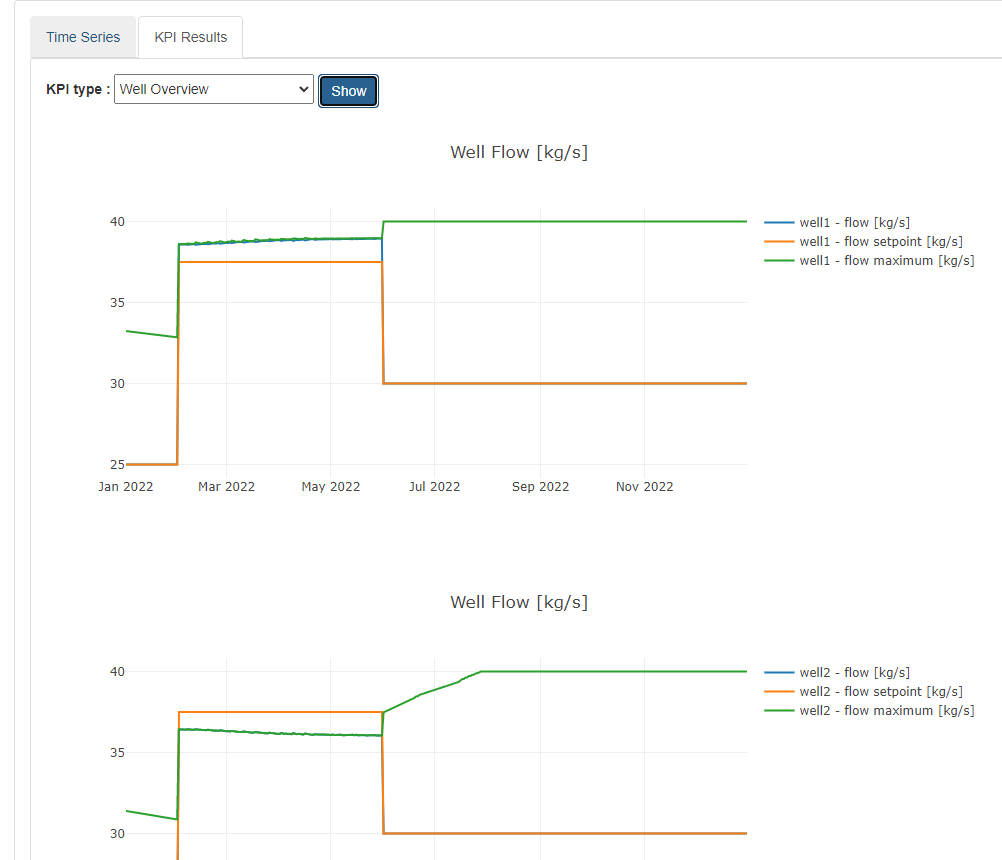 Time Series
KPI Results
KPI type : Well Overview Show
Well Flow [kg/s]
40
35
30
25
Jan 2022 Mar 2022 May 2022 Jul 2022 Sep 2022 Nov 2022
well1 - flow [kg/s]
well1 - flow setpoint [kg/s]
well1 - flow maximum [kg/s]
Well Flow [kg/s]
40
35
30
well2 - flow [kg/s]
well2 - flow setpoint [kg/s]
well2 - flow maximum [kg/s]